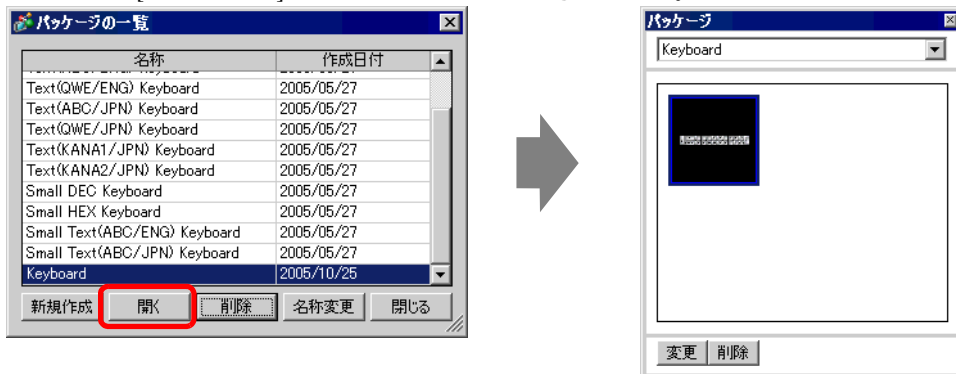 パッケージの一覧
名称 作成日付
Text(QWE/ENG) Keyboard 2005/05/27
Text(ABC/JPN) Keyboard 2005/05/27
Text(QWE/JPN) Keyboard 2005/05/27
Text(KANA1/JPN) Keyboard 2005/05/27
Text(KANA2/JPN) Keyboard 2005/05/27
Small DEC Keyboard 2005/05/27
Small HEX Keyboard 2005/05/27
Small Text(ABC/ENG) Keyboard 2005/05/27
Small Text(ABC/JPN) Keyboard 2005/05/27
Keyboard 2005/10/25
新規作成 開く 削除 名称変更 閉じる
パッケージ
Keyboard
変更 削除